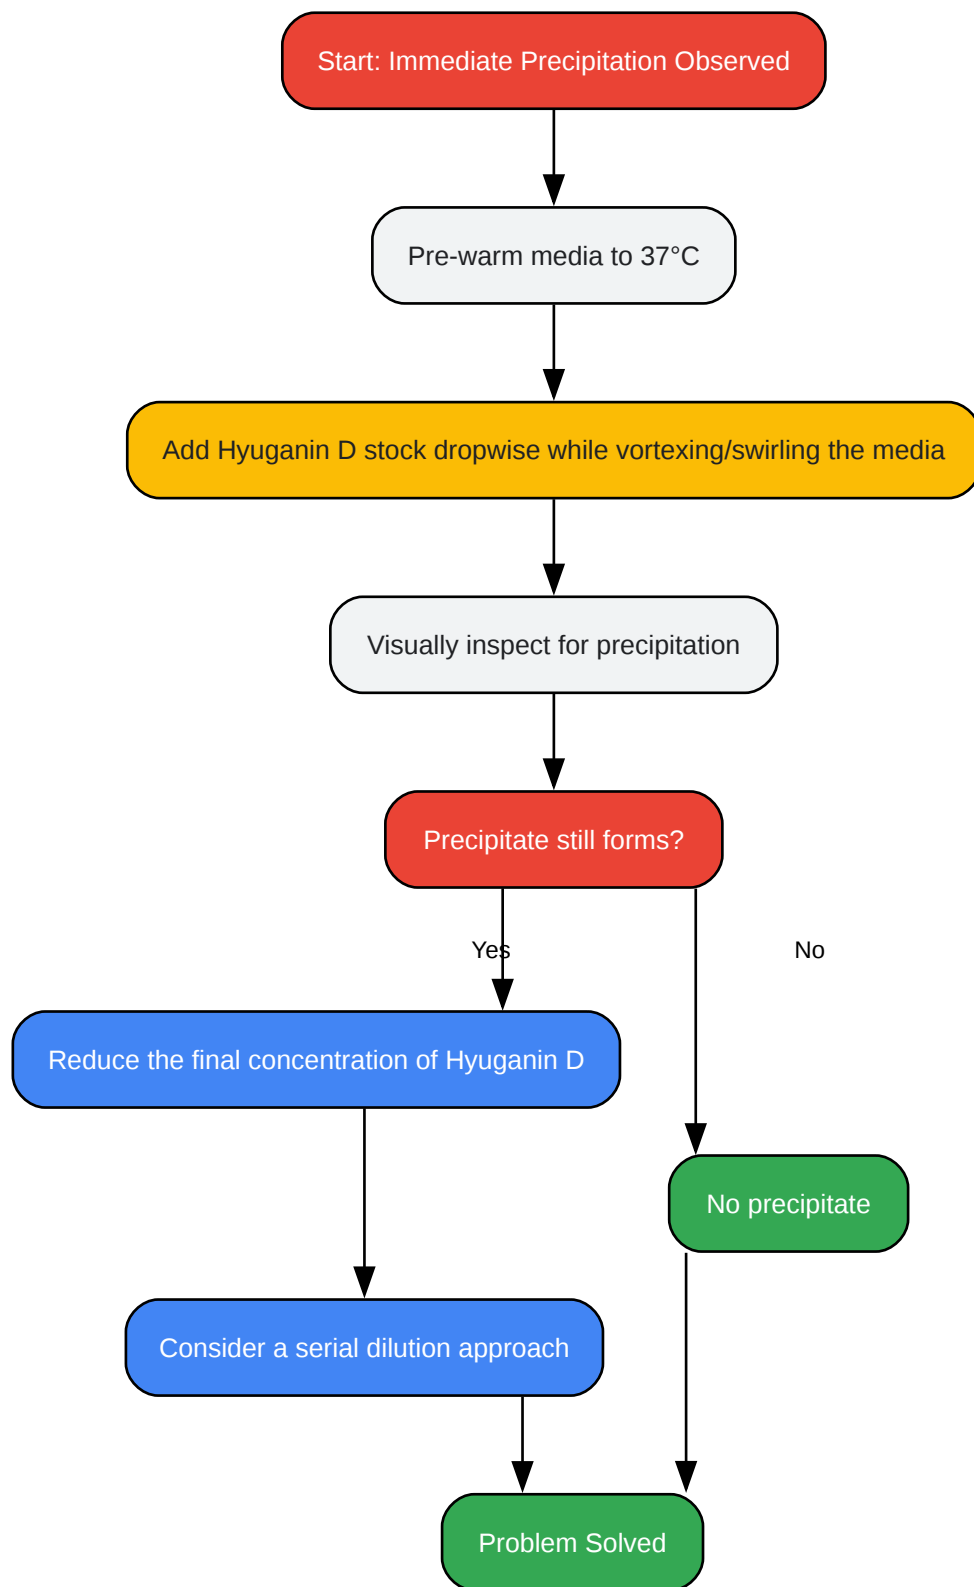 Start: Immediate Precipitation Observed
Pre-warm media to 37°C
Add Hyuganin D stock dropwise while vortexing/swirling the media
Visually inspect for precipitation
Precipitate still forms?
Yes
No
Reduce the final concentration of Hyuganin D
No precipitate
Consider a serial dilution approach
Problem Solved